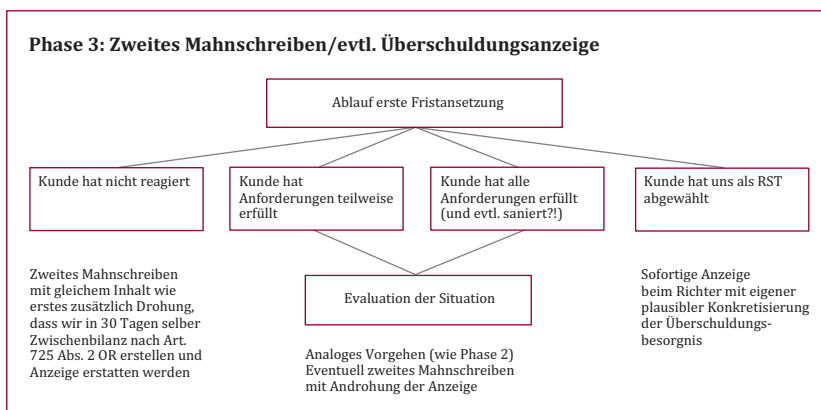 Phase 3: Zweites Mahnschreiben/evtl. Überschuldungsanzeige
Ablauf erste Fristansetzung
Kunde hat nicht reagiert
Kunde hat
Anforderungen teilweise
erfüllt
Kunde hat alle
Anforderungen erfüllt
(und evtl. saniert?!)
Kunde hat uns als RST
abgewählt
Zweites Mahnschreiben
mit gleichem Inhalt wie
erstes zusätzlich Drohung,
dass wir in 30 Tagen selber
Zwischenbilanz nach Art.
725 Abs. 2 OR erstellen und
Anzeige erstatten werden
Evaluation der Situation
Analoges Vorgehen (wie Phase 2)
Eventuell zweites Mahnschreiben
mit Androhung der Anzeige
Sofortige Anzeige
beim Richter mit eigener
plausibler Konkretisierung
der Überschuldungs-
besorgnis